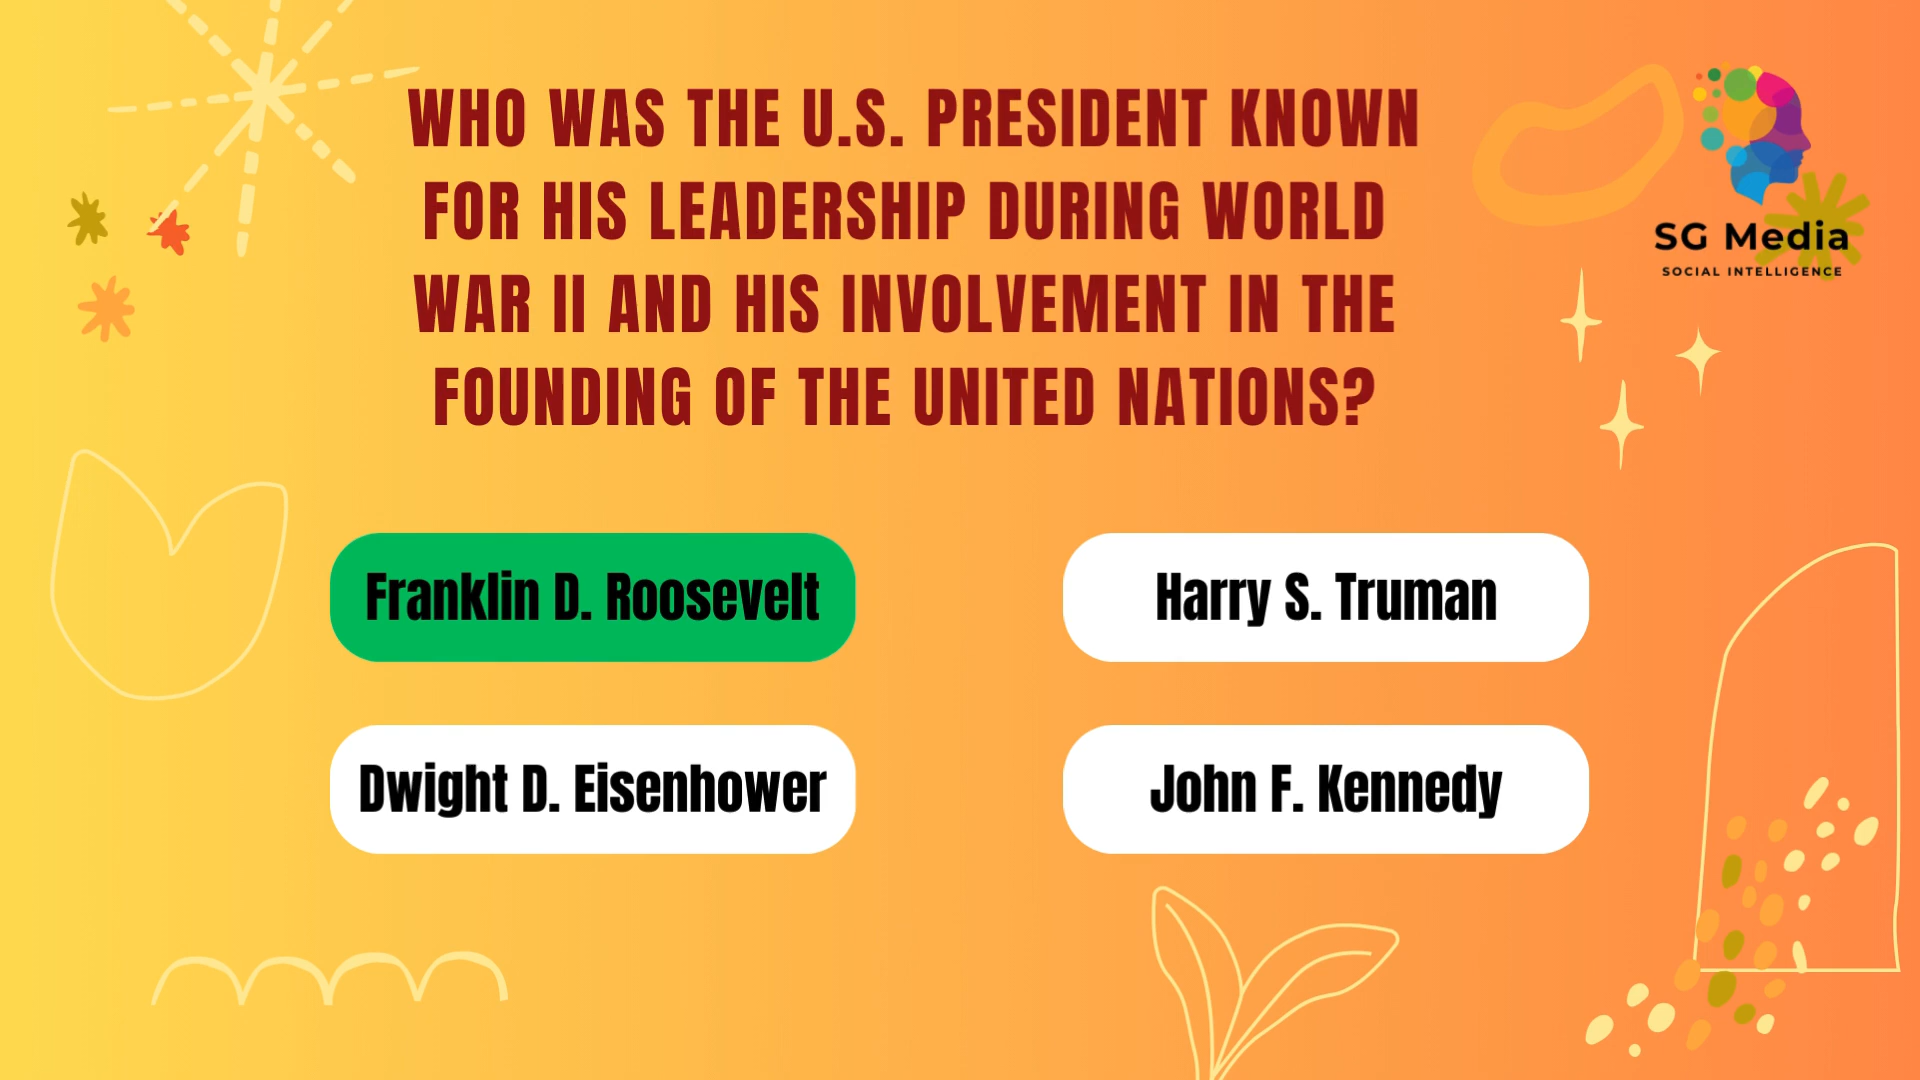 WHO WAS THE U.S. PRESIDENT KNOWN
FOR HIS LEADERSHIP DURING WORLD
WAR II AND HIS INVOLVEMENT IN THE
FOUNDING OF THE UNITED NATIONS?
SG Media
SOCIAL INTELLIGENCE
Franklin D. Roosevelt
Harry S. Truman
Dwight D. Eisenhower
John F. Kennedy